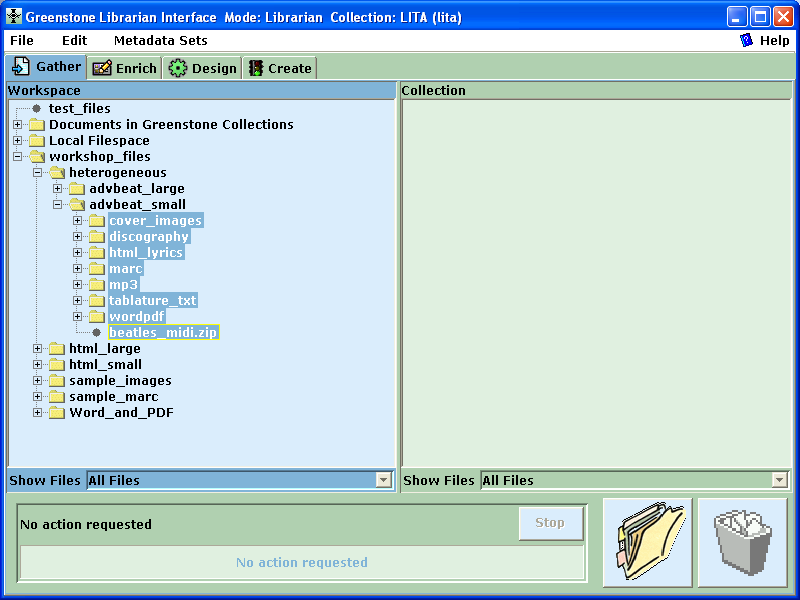 Greenstone Librarian Interface Mode: Librarian Collection: LITA (lita)
File Edit Metadata Sets Help
Gather Enrich Design Create
Workspace Collection
test_files
Documents in Greenstone Collections
Local Filespace
workshop_files
heterogeneous
advbeat_large
advbeat_small
cover_images
discography
html_lyrics
marc
mp3
tablature_txt
wordpdf
beatles_midi.zip
html_large
html_small
sample_images
sample_marc
Word_and_PDF
Show Files All Files Show Files All Files
No action requested Stop
No action requested